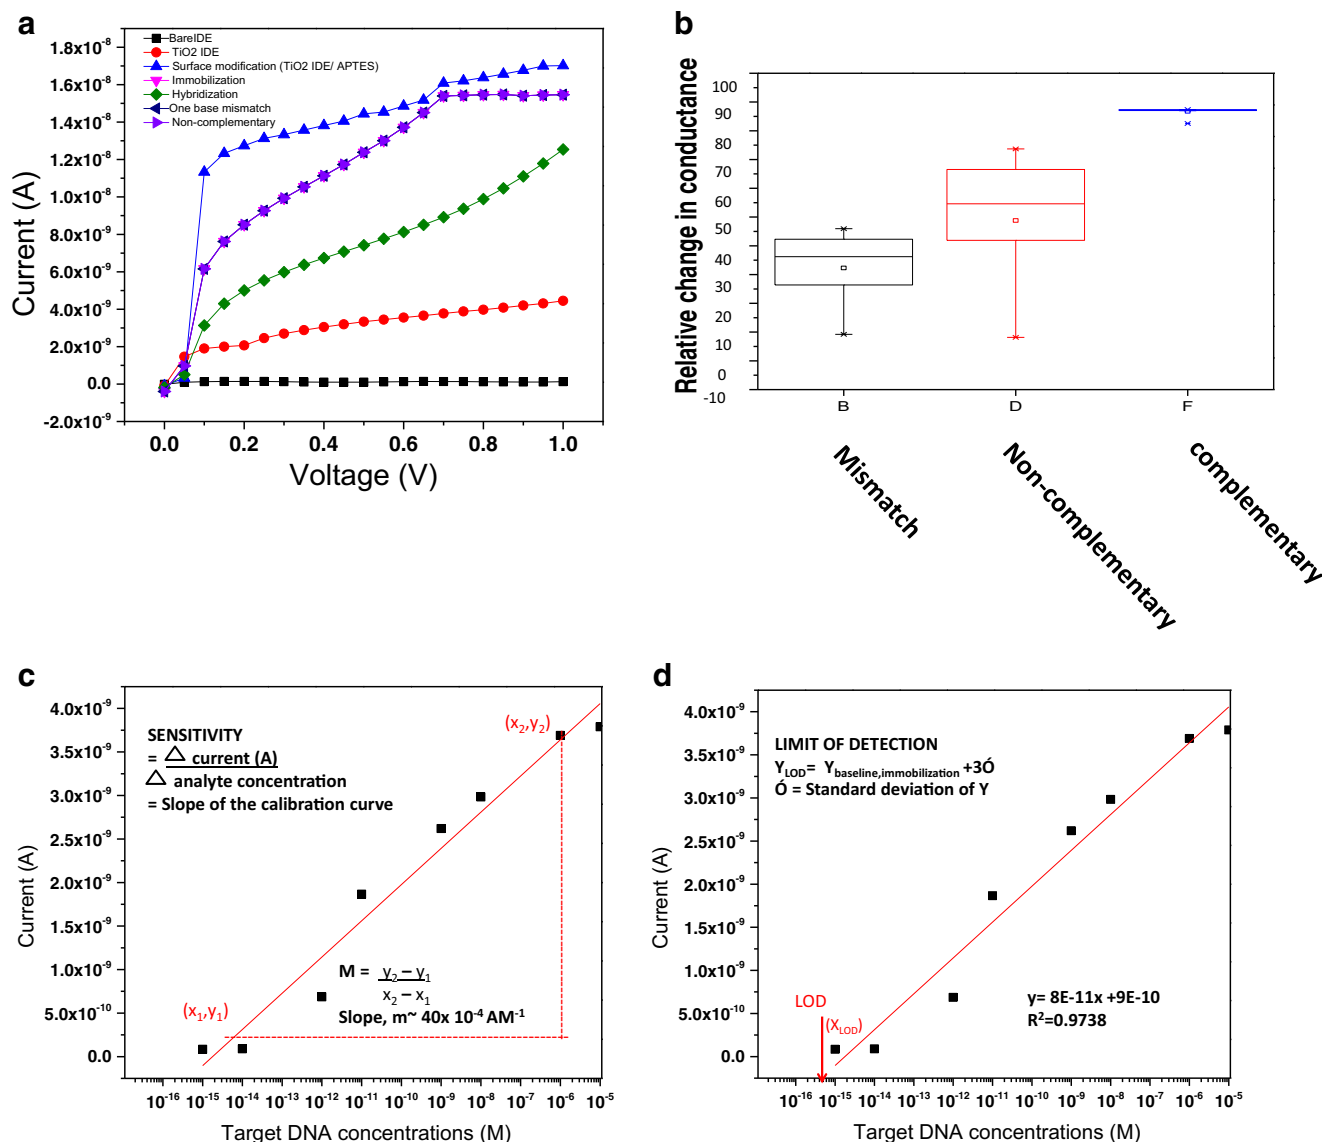 a
BareIDE
TiO2 IDE
Surface modification (TiO2 IDE/ APTES)
Immobilization
Hybridization
One base mismatch
Non-complementary
1.8x10⁻⁸
1.6x10⁻⁸
1.4x10⁻⁸
1.2x10⁻⁸
1.0x10⁻⁸
8.0x10⁻⁹
6.0x10⁻⁹
4.0x10⁻⁹
2.0x10⁻⁹
0.0
-2.0x10⁻⁹
Current (A)
0.0 0.2 0.4 0.6 0.8 1.0
Voltage (V)
b
100
90
80
70
60
50
40
30
20
10
0
-10
Relative change in conductance
B D F
Mismatch
Non-complementary
complementary
c
4.0x10⁻⁹
3.5x10⁻⁹
3.0x10⁻⁹
2.5x10⁻⁹
2.0x10⁻⁹
1.5x10⁻⁹
1.0x10⁻⁹
5.0x10⁻¹⁰
0.0
Current (A)
SENSITIVITY
= △ current (A)
△ analyte concentration
= Slope of the calibration curve
(x₂,y₂)
(x₁,y₁)
M = y₂ – y₁
x₂ – x₁
Slope, m~ 40x 10⁻⁴ AM⁻¹
10⁻¹⁶ 10⁻¹⁵ 10⁻¹⁴ 10⁻¹³ 10⁻¹² 10⁻¹¹ 10⁻¹⁰ 10⁻⁹ 10⁻⁸ 10⁻⁷ 10⁻⁶ 10⁻⁵
Target DNA concentrations (M)
d
4.0x10⁻⁹
3.5x10⁻⁹
3.0x10⁻⁹
2.5x10⁻⁹
2.0x10⁻⁹
1.5x10⁻⁹
1.0x10⁻⁹
5.0x10⁻¹⁰
0.0
Current (A)
LIMIT OF DETECTION
Y_LOD= Y_baseline,immobilization +3Ó
Ó = Standard deviation of Y
LOD
(X_LOD)
y= 8E-11x +9E-10
R²=0.9738
10⁻¹⁶ 10⁻¹⁵ 10⁻¹⁴ 10⁻¹³ 10⁻¹² 10⁻¹¹ 10⁻¹⁰ 10⁻⁹ 10⁻⁸ 10⁻⁷ 10⁻⁶ 10⁻⁵
Target DNA concentrations (M)